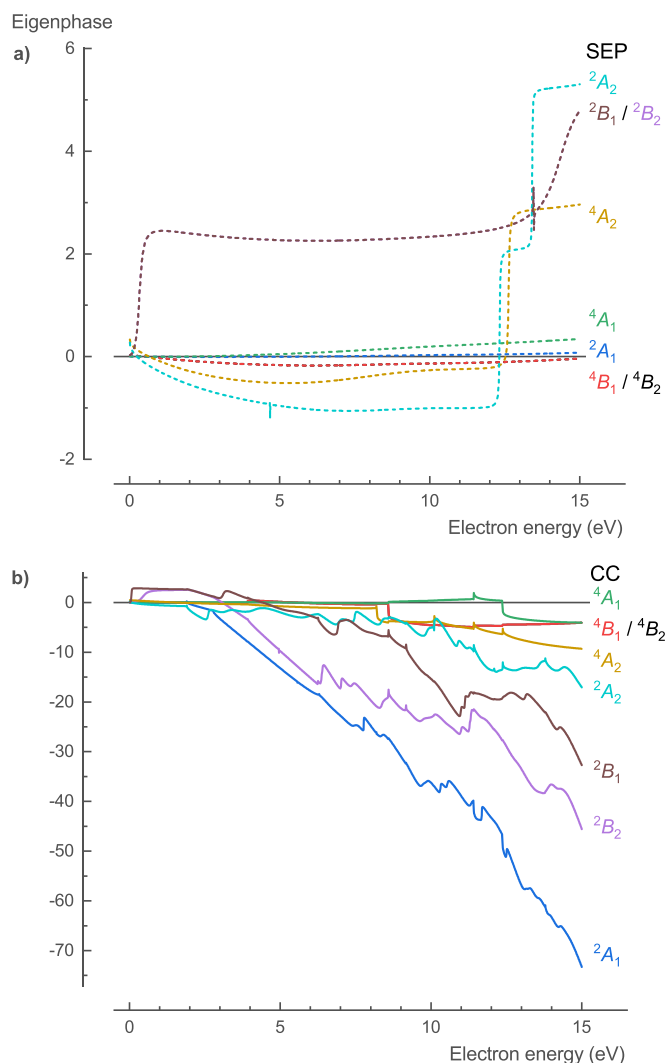 Eigenphase
a)
SEP
6
²A₂
²B₁ / ²B₂
4
⁴A₂
2
⁴A₁
²A₁
0
⁴B₁ / ⁴B₂
-2
0 5 10 15
Electron energy (eV)
b)
CC
⁴A₁
0
⁴B₁ / ⁴B₂
-10
⁴A₂
²A₂
-20
-30
²B₁
-40
²B₂
-50
-60
-70
²A₁
0 5 10 15
Electron energy (eV)